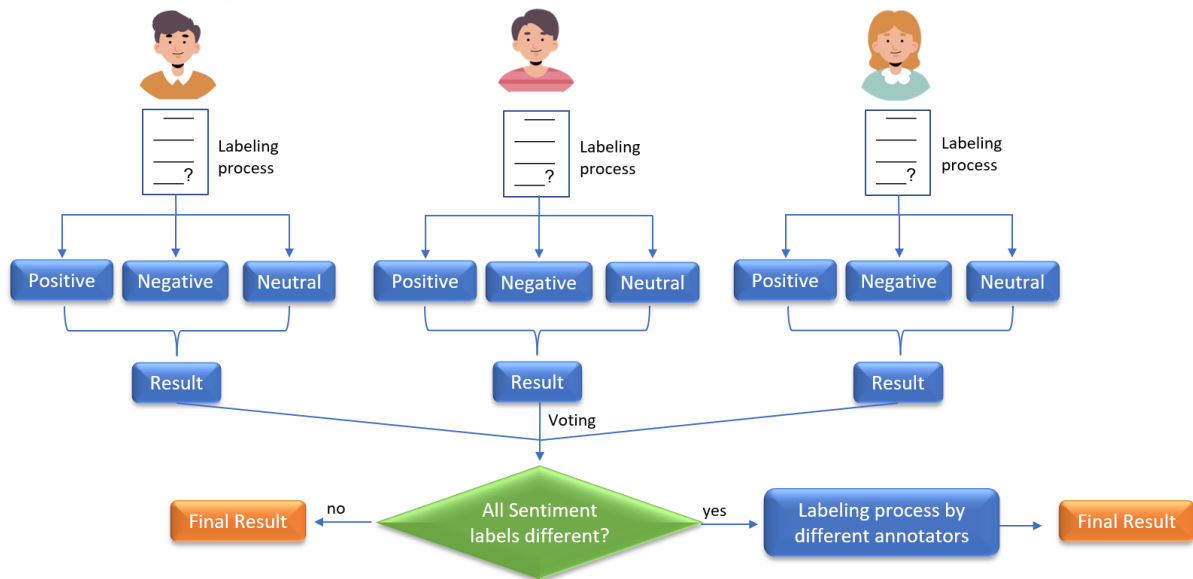 Labeling
process
?
Labeling
process
?
Labeling
process
?
Positive
Negative
Neutral
Positive
Negative
Neutral
Positive
Negative
Neutral
Result
Result
Result
Voting
All Sentiment
labels different?
no
Final Result
yes
Labeling process by
different annotators
Final Result